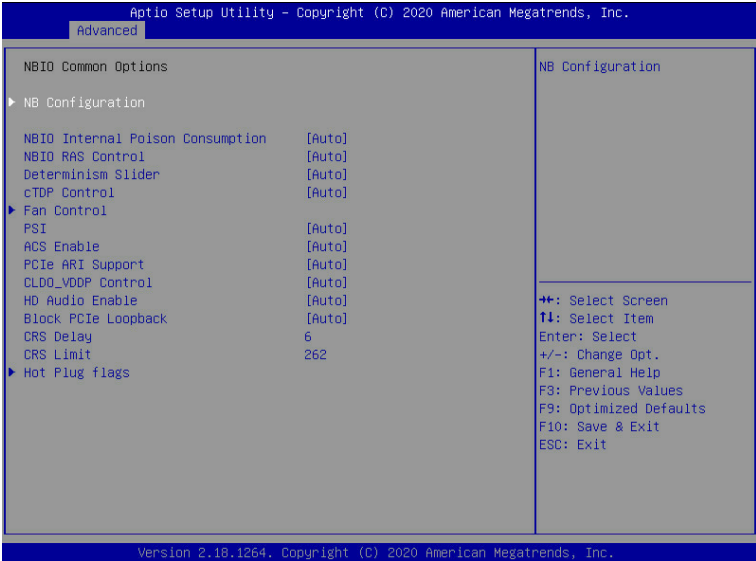 Aptio Setup Utility – Copyright (C) 2020 American Megatrends, Inc.
Advanced
NBIO Common Options
NB Configuration
NBIO Internal Poison Consumption [Auto]
NBIO RAS Control [Auto]
Determinism Slider [Auto]
cTDP Control [Auto]
Fan Control
PSI [Auto]
ACS Enable [Auto]
PCIe ARI Support [Auto]
CLDO_VDDP Control [Auto]
HD Audio Enable [Auto]
Block PCIe Loopback [Auto]
CRS Delay 6
CRS Limit 262
Hot Plug flags
NB Configuration
→←: Select Screen
↑↓: Select Item
Enter: Select
+/-: Change Opt.
F1: General Help
F3: Previous Values
F9: Optimized Defaults
F10: Save & Exit
ESC: Exit
Version 2.18.1264. Copyright (C) 2020 American Megatrends, Inc.